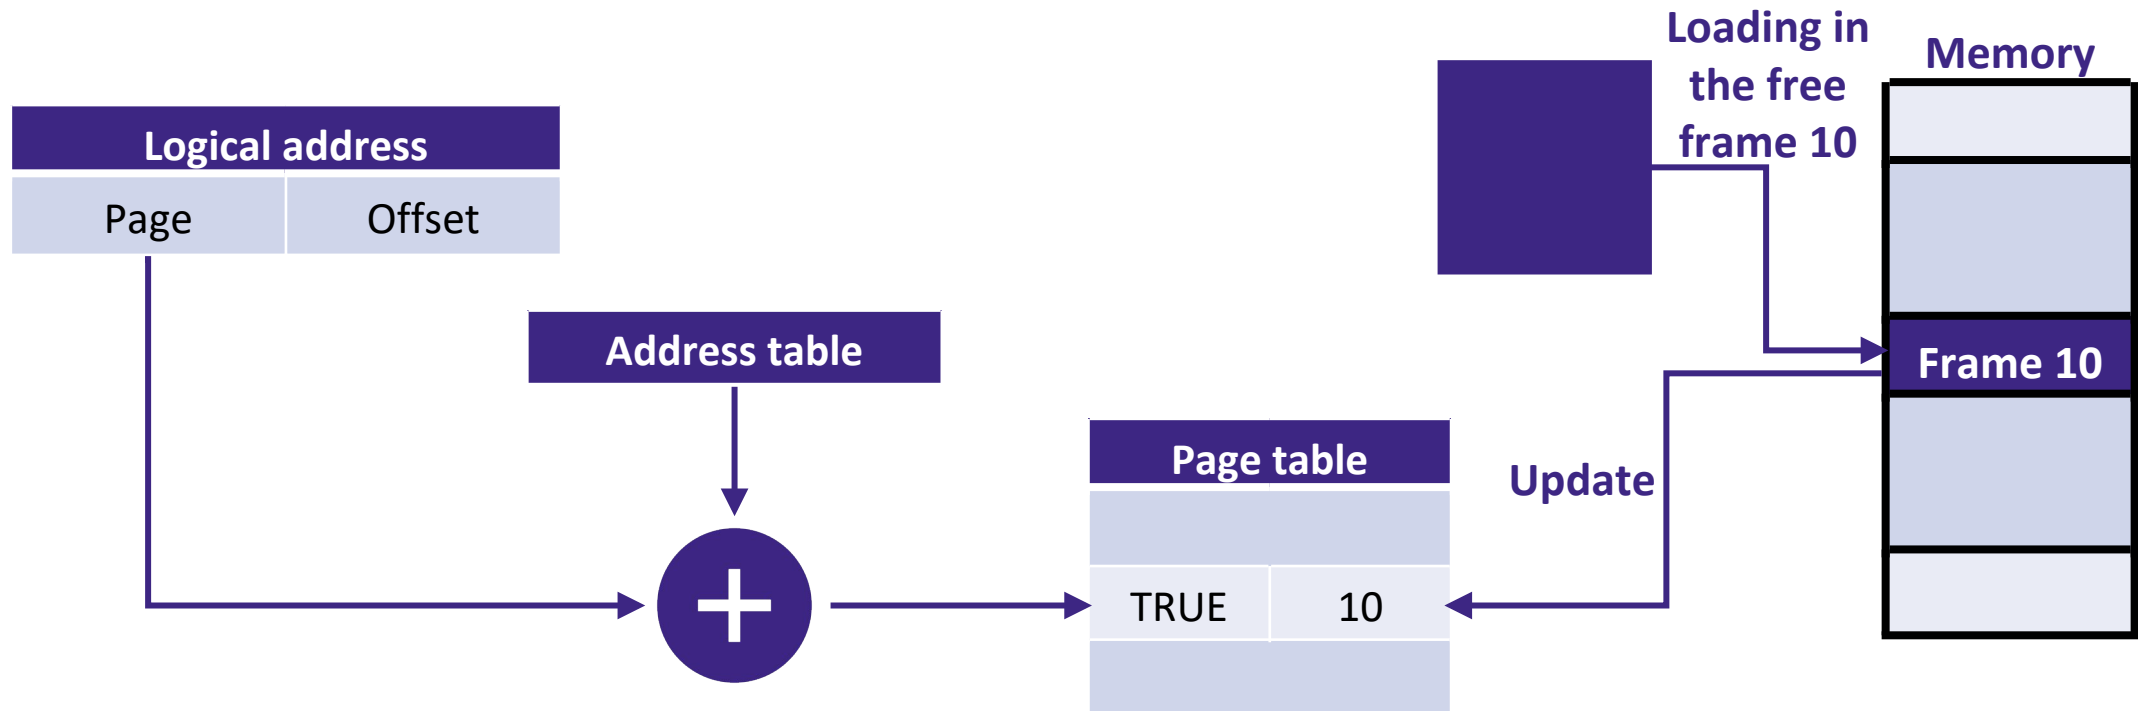 Loading in
the free
frame 10
Memory
Logical address
Page Offset
Address table
Frame 10
Page table
Update
TRUE 10